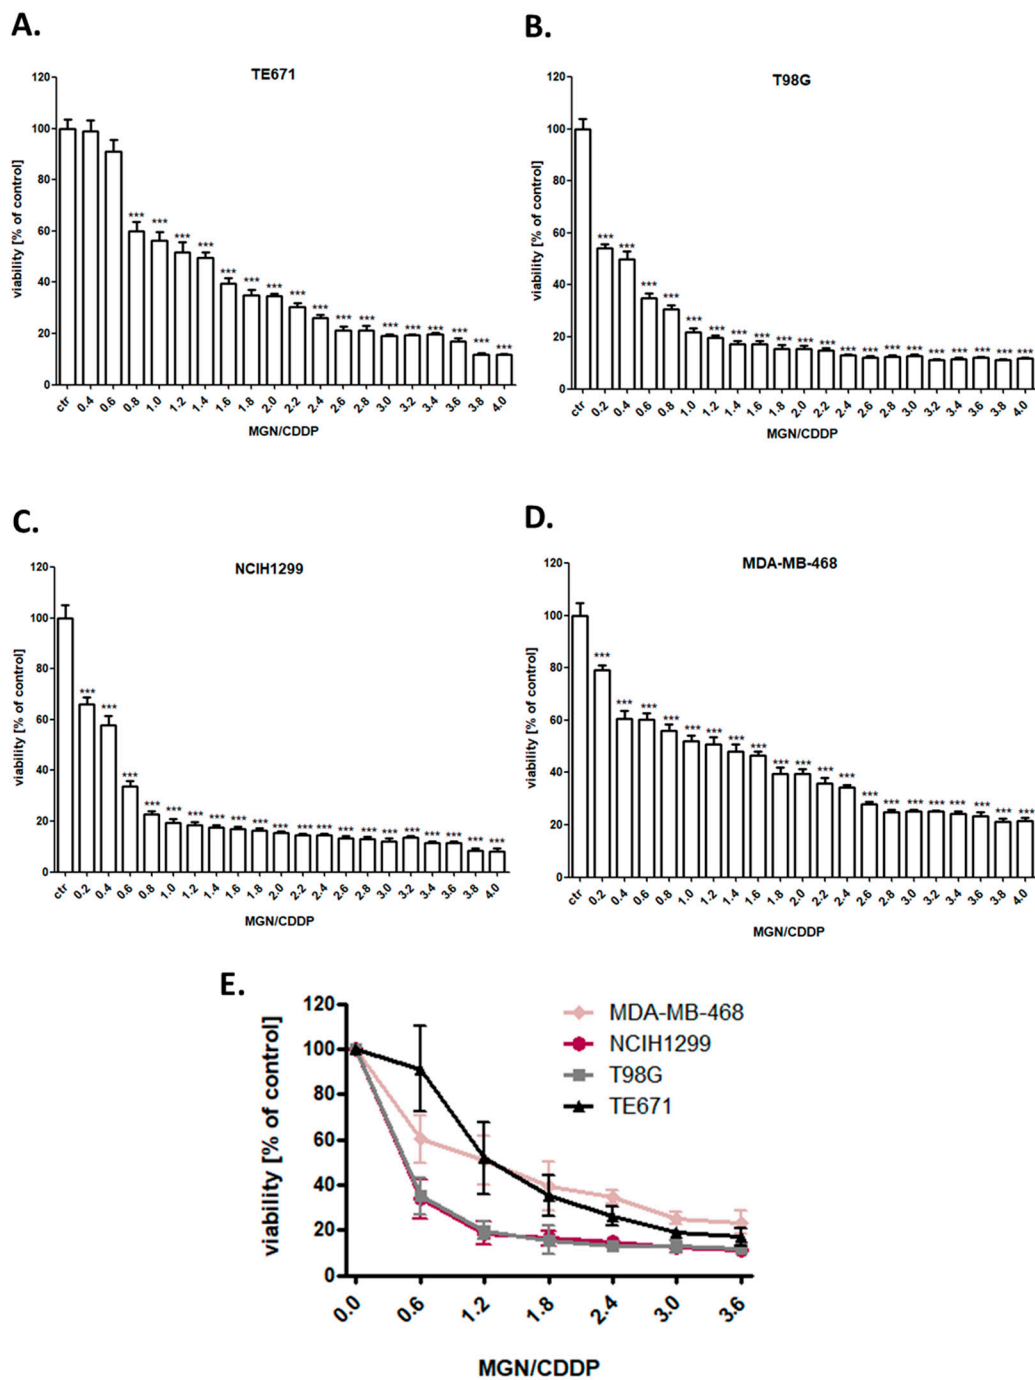 A.
TE671
viability [% of control]
120
100
80
60
40
20
0
*** *** *** *** *** *** *** *** *** *** *** *** *** *** *** *** ***
ctr 0.4 0.6 0.8 1.0 1.2 1.4 1.6 1.8 2.0 2.2 2.4 2.6 2.8 3.0 3.2 3.4 3.6 3.8 4.0
MGN/CDDP
B.
T98G
viability [% of control]
120
100
80
60
40
20
0
*** *** *** *** *** *** *** *** *** *** *** *** *** *** *** *** *** *** *** ***
ctr 0.2 0.4 0.6 0.8 1.0 1.2 1.4 1.6 1.8 2.0 2.2 2.4 2.6 2.8 3.0 3.2 3.4 3.6 3.8 4.0
MGN/CDDP
C.
NCIH1299
viability [% of control]
120
100
80
60
40
20
0
*** *** *** *** *** *** *** *** *** *** *** *** *** *** *** *** *** *** *** ***
ctr 0.2 0.4 0.6 0.8 1.0 1.2 1.4 1.6 1.8 2.0 2.2 2.4 2.6 2.8 3.0 3.2 3.4 3.6 3.8 4.0
MGN/CDDP
D.
MDA-MB-468
viability [% of control]
120
100
80
60
40
20
0
*** *** *** *** *** *** *** *** *** *** *** *** *** *** *** *** *** *** *** ***
ctr 0.2 0.4 0.6 0.8 1.0 1.2 1.4 1.6 1.8 2.0 2.2 2.4 2.6 2.8 3.0 3.2 3.4 3.6 3.8 4.0
MGN/CDDP
E.
viability [% of control]
120
100
80
60
40
20
0
MDA-MB-468
NCIH1299
T98G
TE671
0.0 0.6 1.2 1.8 2.4 3.0 3.6
MGN/CDDP